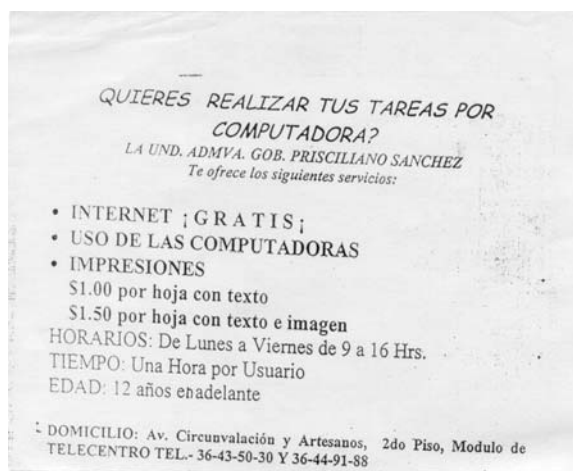 QUIERES REALIZAR TUS TAREAS POR
COMPUTADORA?
LA UND. ADMVA. GOB. PRISCILIANO SANCHEZ
Te ofrece los siguientes servicios:
• INTERNET ¡GRATIS¡
• USO DE LAS COMPUTADORAS
• IMPRESIONES
$1.00 por hoja con texto
$1.50 por hoja con texto e imagen
HORARIOS: De Lunes a Viernes de 9 a 16 Hrs.
TIEMPO: Una Hora por Usuario
EDAD: 12 años enadelante
DOMICILIO: Av. Circunvalación y Artesanos, 2do Piso, Modulo de
TELECENTRO TEL.- 36-43-50-30 Y 36-44-91-88